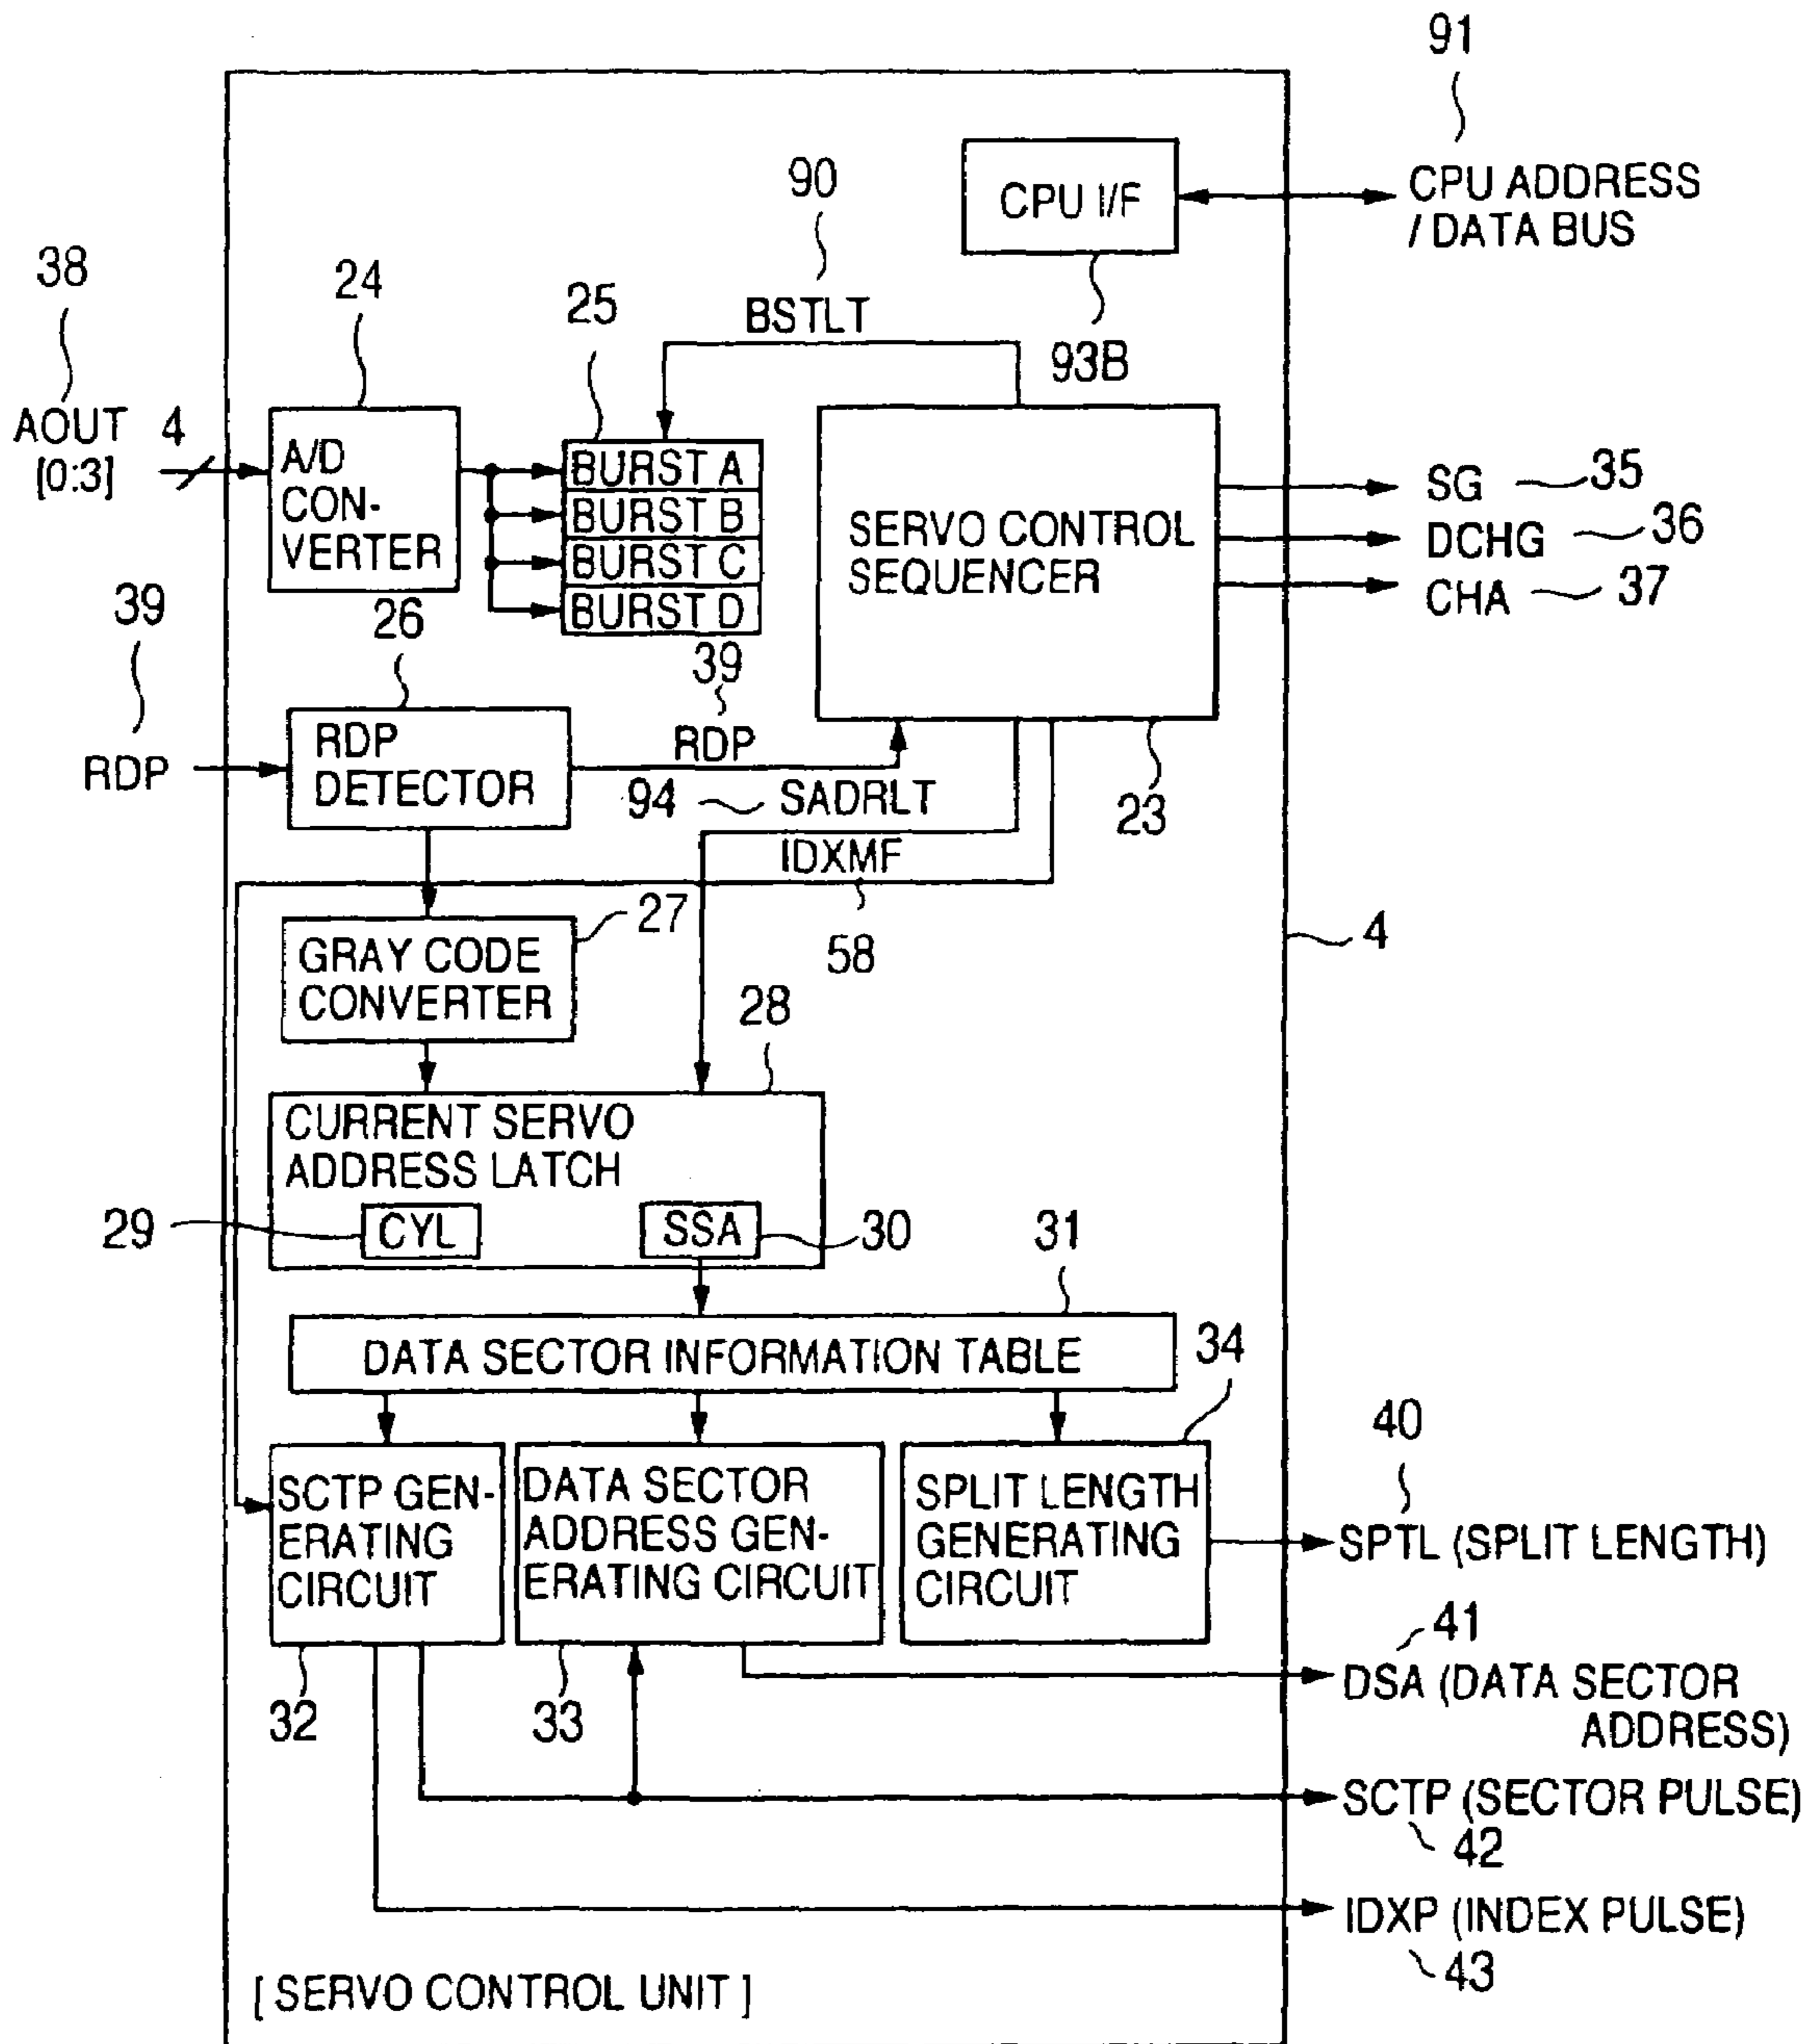 91
CPU ADDRESS
/ DATA BUS
CPU I/F
93B
90
BSTLT
38
AOUT
[0:3]
4
24
A/D
CON-
VERTER
25
BURST A
BURST B
BURST C
BURST D
SERVO CONTROL
SEQUENCER
23
SG
35
DCHG
36
CHA
37
39
RDP
26
RDP
DETECTOR
39
RDP
94
SADRLT
IDXMF
58
4
27
GRAY CODE
CONVERTER
28
CURRENT SERVO
ADDRESS LATCH
29
CYL
SSA
30
31
DATA SECTOR INFORMATION TABLE
34
SCTP GEN-
ERATING
CIRCUIT
32
DATA SECTOR
ADDRESS GEN-
ERATING CIRCUIT
33
SPLIT LENGTH
GENERATING
CIRCUIT
40
SPTL (SPLIT LENGTH)
41
DSA (DATA SECTOR
ADDRESS)
SCTP (SECTOR PULSE)
42
IDXP (INDEX PULSE)
43
[ SERVO CONTROL UNIT ]